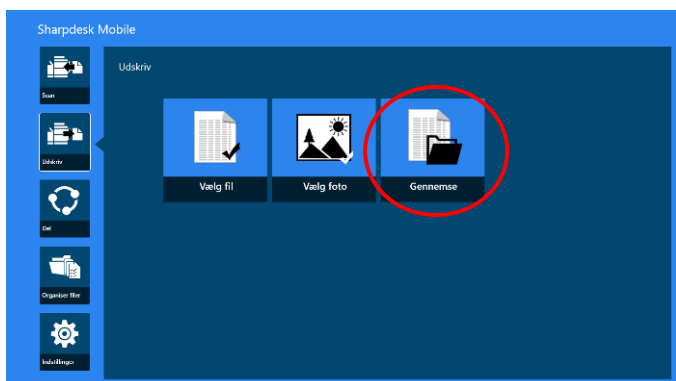 Sharpdesk Mobile
Scan
Udskriv
Udskriv
Vælg fil
Vælg foto
Gennemse
Del
Organiser filer
Indstillinger